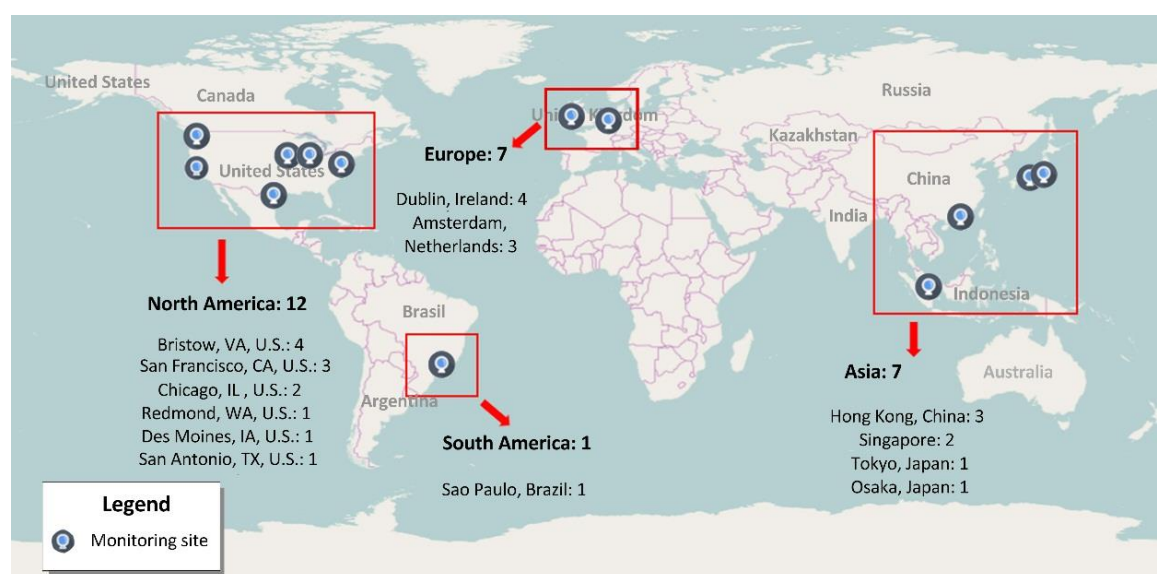 United States
Canada
United States
North America: 12
Bristow, VA, U.S.: 4
San Francisco, CA, U.S.: 3
Chicago, IL , U.S.: 2
Redmond, WA, U.S.: 1
Des Moines, IA, U.S.: 1
San Antonio, TX, U.S.: 1
Legend
Monitoring site
United Kingdom
Europe: 7
Dublin, Ireland: 4
Amsterdam,
Netherlands: 3
Brasil
Argentina
South America: 1
Sao Paulo, Brazil: 1
Russia
Kazakhstan
China
India
Indonesia
Asia: 7
Australia
Hong Kong, China: 3
Singapore: 2
Tokyo, Japan: 1
Osaka, Japan: 1